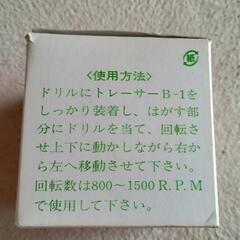 紙
〈使用方法〉
ドリルにトレーサーB-1を
しっかり装着し、はがす部
分にドリルを当て、回転さ
せ上下に動かしながら右か
ら左へ移動させて下さい。
回転数は800〜1500R.P.M
で使用して下さい。